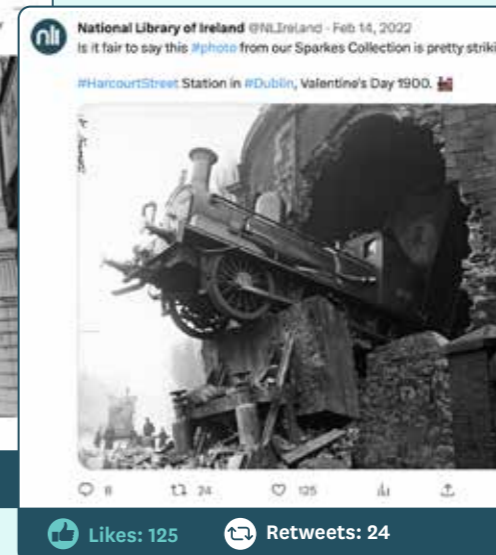 nli
National Library of Ireland @NLIreland · Feb 14, 2022
Is it fair to say this #photo from our Sparkes Collection is pretty striki
#HarcourtStreet Station in #Dublin, Valentine's Day 1900.
8 24 125
Likes: 125 Retweets: 24